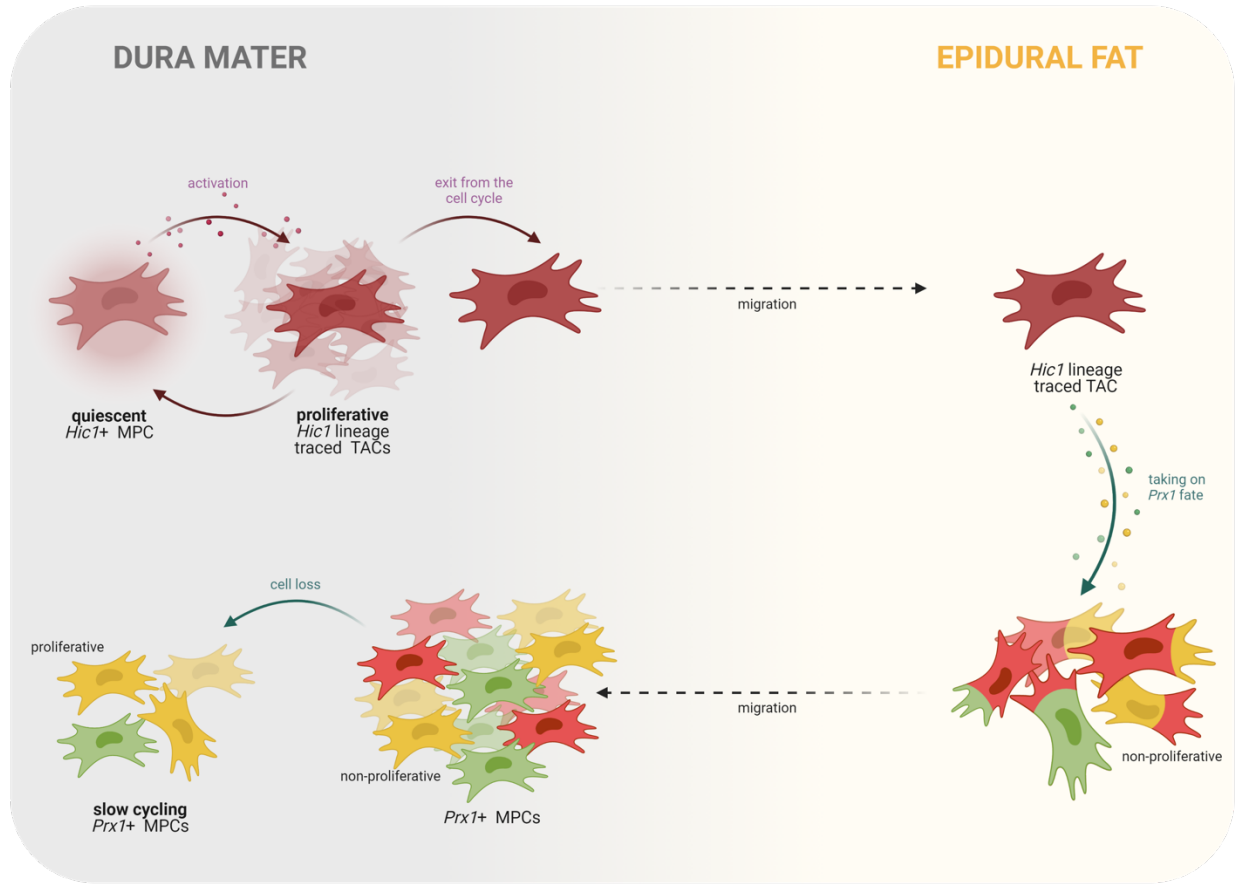 DURA MATER
EPIDURAL FAT
activation
exit from the
cell cycle
migration
quiescent
Hic1+ MPC
proliferative
Hic1 lineage
traced TACs
Hic1 lineage
traced TAC
taking on
Prx1 fate
cell loss
proliferative
migration
non-proliferative
non-proliferative
slow cycling
Prx1+ MPCs
Prx1+ MPCs